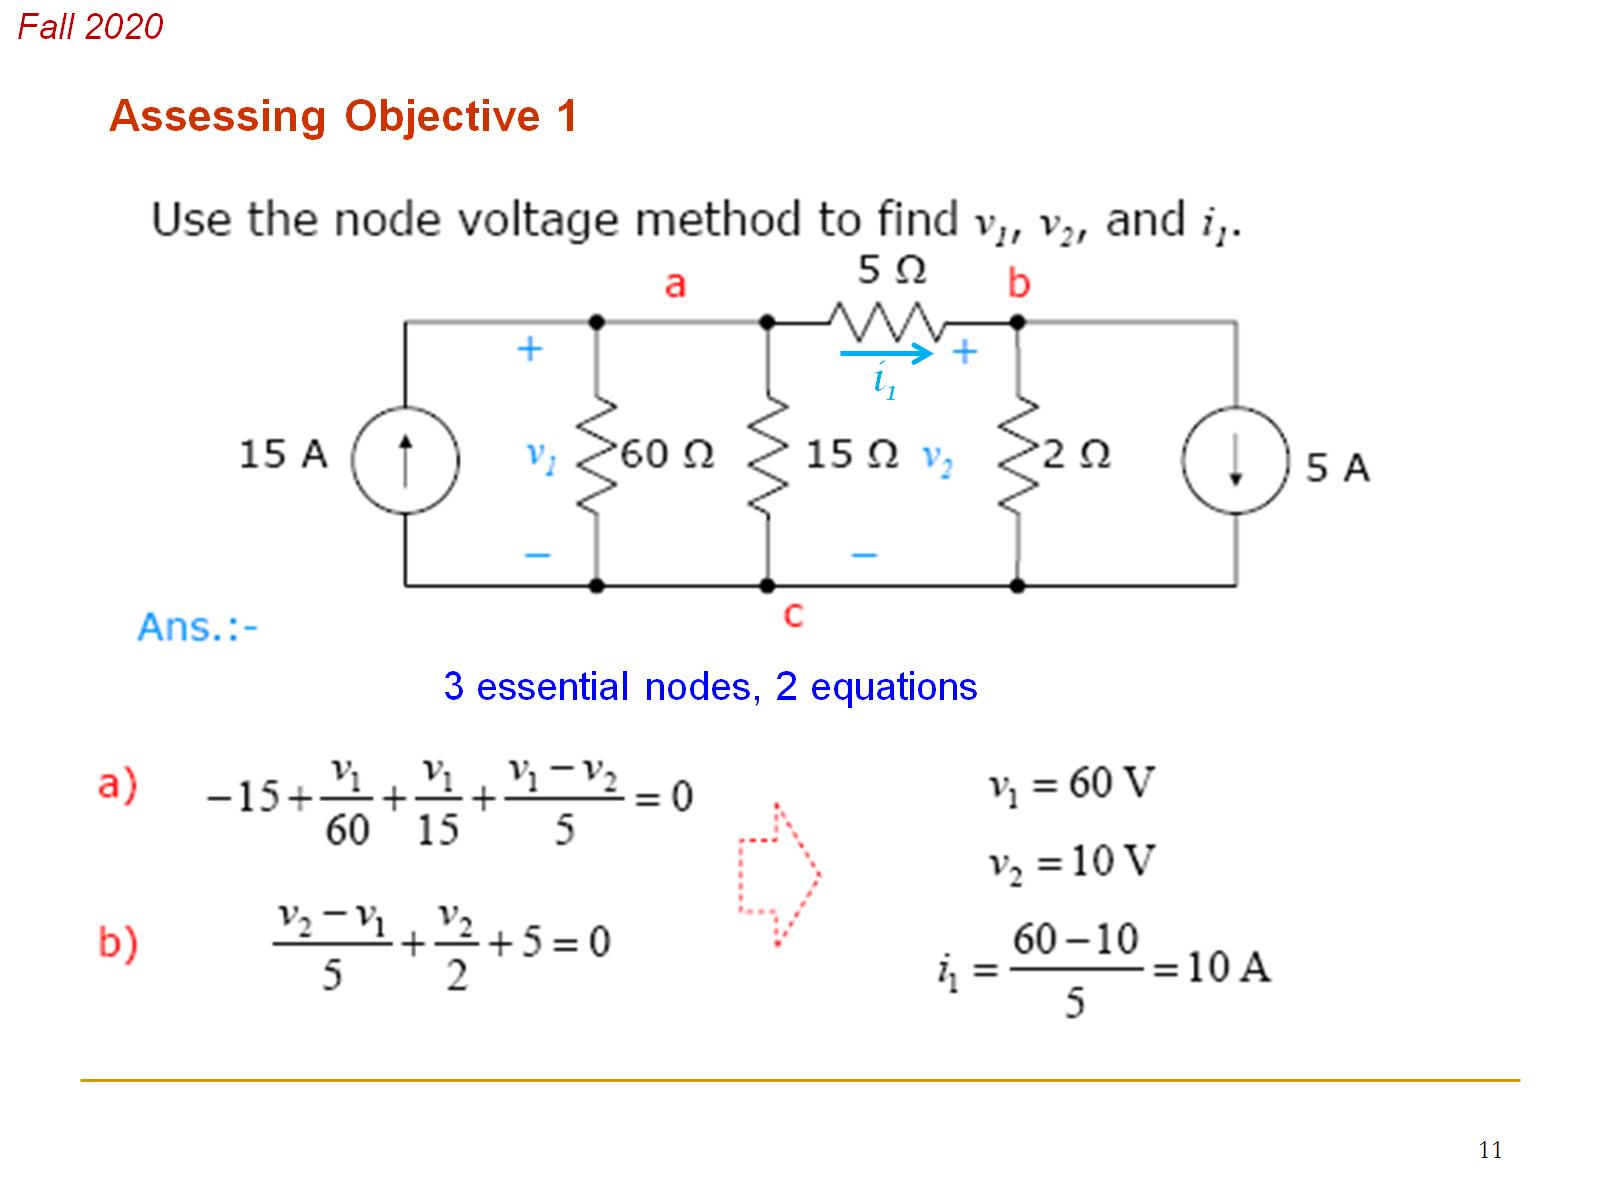 Fall 2020
Assessing Objective 1
Use the node voltage method to find v₁, v₂, and i₁.
a
5 Ω
b
+
+
i₁
15 A
v₁
60 Ω
15 Ω
v₂
2 Ω
5 A
−
−
c
Ans.:-
3 essential nodes, 2 equations
a) −15 + v₁/60 + v₁/15 + (v₁ − v₂)/5 = 0
v₁ = 60 V
v₂ = 10 V
b) (v₂ − v₁)/5 + v₂/2 + 5 = 0
i₁ = (60 − 10)/5 = 10 A
11